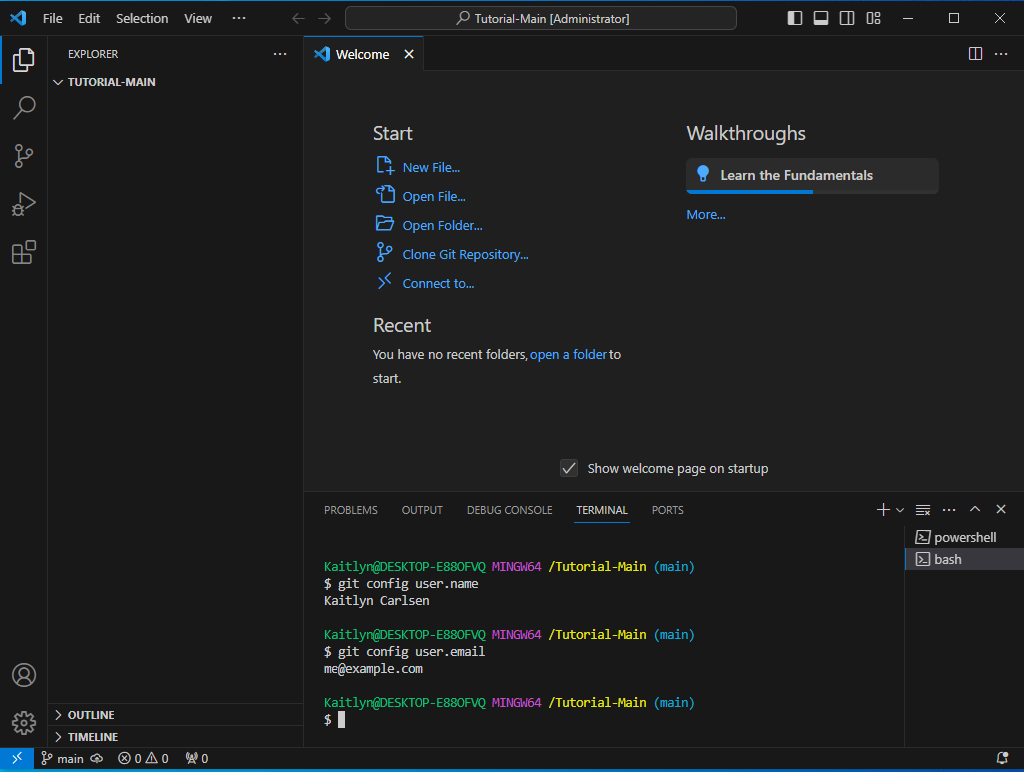 File Edit Selection View ··· Tutorial-Main [Administrator]
EXPLORER ···
TUTORIAL-MAIN
Welcome
Start
New File...
Open File...
Open Folder...
Clone Git Repository...
Connect to...
Recent
You have no recent folders, open a folder to
start.
Walkthroughs
Learn the Fundamentals
More...
Show welcome page on startup
PROBLEMS OUTPUT DEBUG CONSOLE TERMINAL PORTS
Kaitlyn@DESKTOP-E88OFVQ MINGW64 /Tutorial-Main (main)
$ git config user.name
Kaitlyn Carlsen
Kaitlyn@DESKTOP-E88OFVQ MINGW64 /Tutorial-Main (main)
$ git config user.email
me@example.com
Kaitlyn@DESKTOP-E88OFVQ MINGW64 /Tutorial-Main (main)
$
powershell
bash
OUTLINE
TIMELINE
main 0 0 0